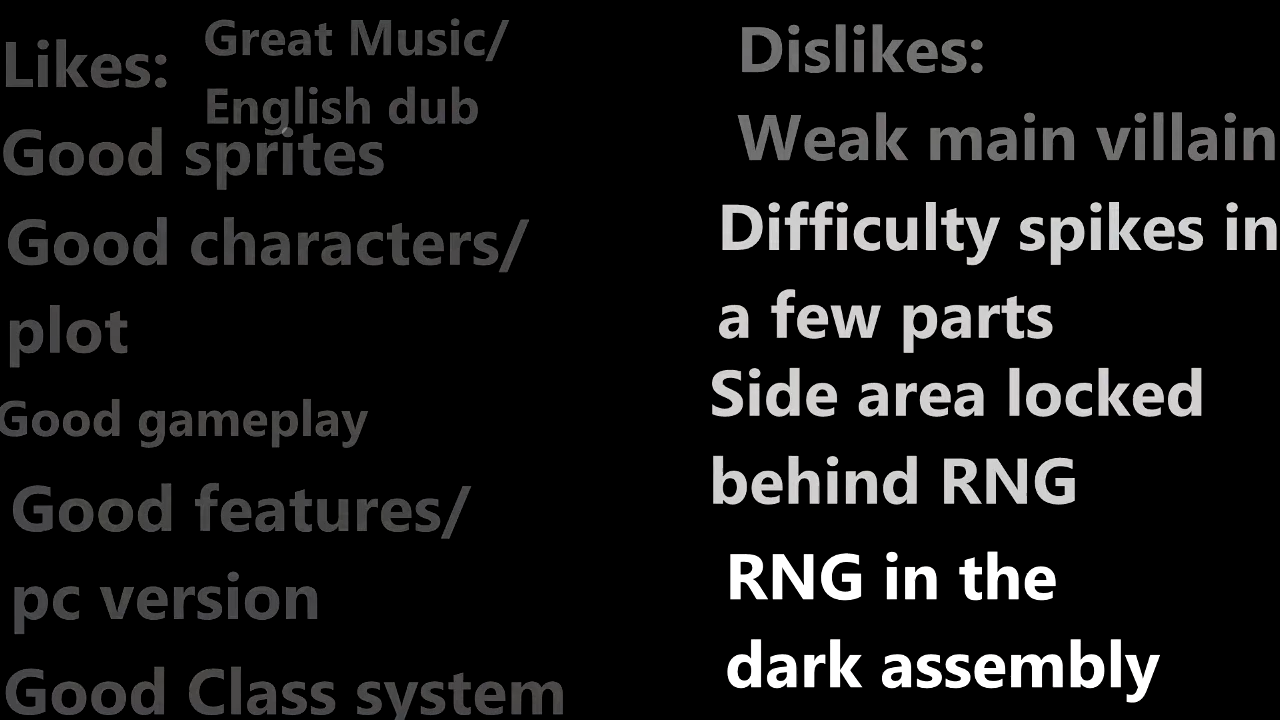 Likes:
Great Music/
English dub
Good sprites
Good characters/
plot
Good gameplay
Good features/
pc version
Good Class system
Dislikes:
Weak main villain
Difficulty spikes in
a few parts
Side area locked
behind RNG
RNG in the
dark assembly